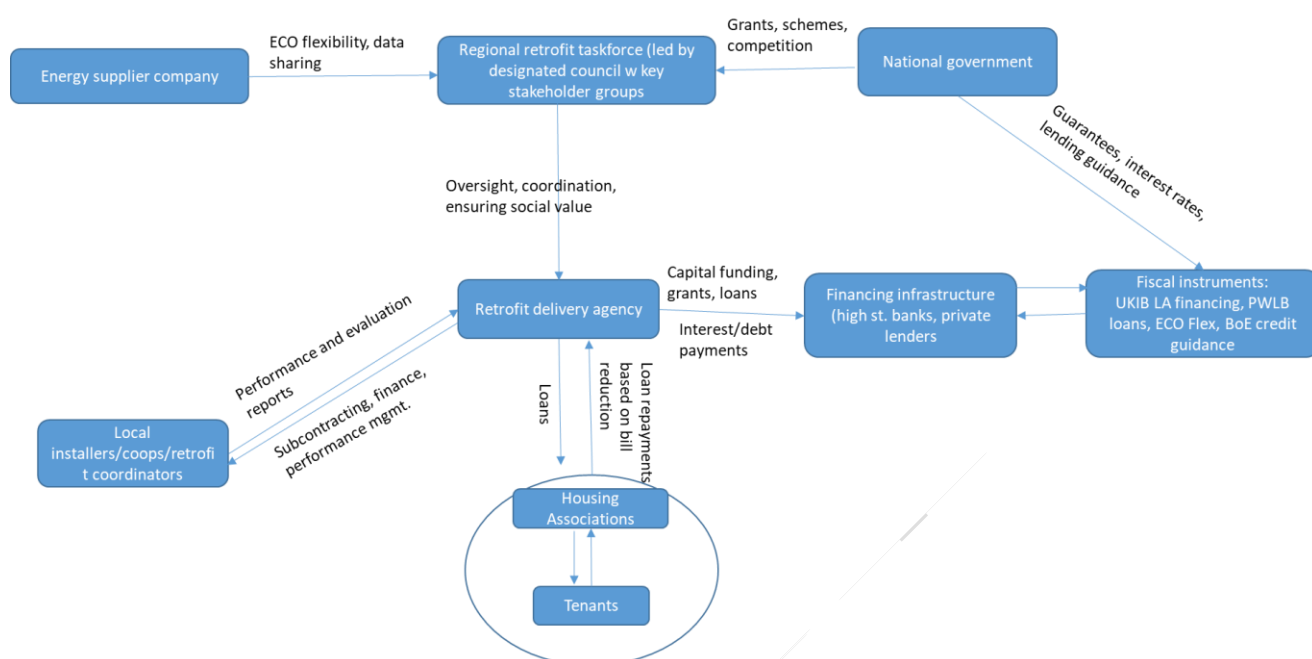 ECO flexibility, data
sharing
Energy supplier company
Regional retrofit taskforce (led by
designated council w key
stakeholder groups
Grants, schemes,
competition
National government
Guarantees, interest rates,
lending guidance
Oversight, coordination,
ensuring social value
Retrofit delivery agency
Capital funding,
grants, loans
Interest/debt
payments
Financing infrastructure
(high st. banks, private
lenders
Fiscal instruments:
UKIB LA financing, PWLB
loans, ECO Flex, BoE credit
guidance
Performance and evaluation
reports
Subcontracting, finance,
performance mgmt.
Local
installers/coops/retrofi
t coordinators
Loans
Loan repayments
based on bill
reduction
Housing
Associations
Tenants